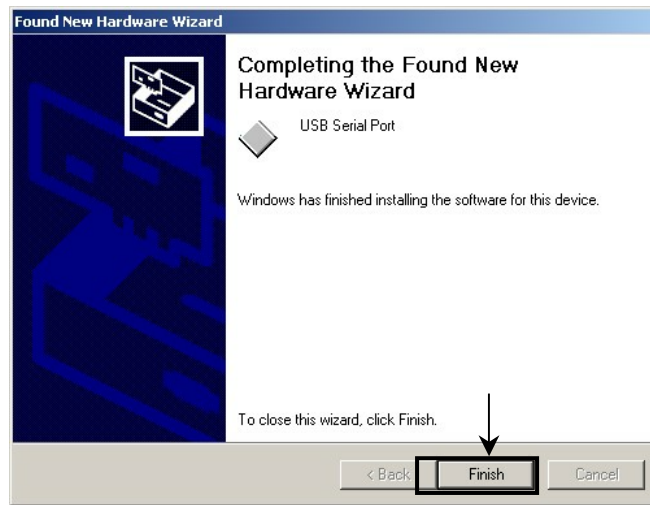 Found New Hardware Wizard
Completing the Found New
Hardware Wizard
USB Serial Port
Windows has finished installing the software for this device.
To close this wizard, click Finish.
< Back
Finish
Cancel